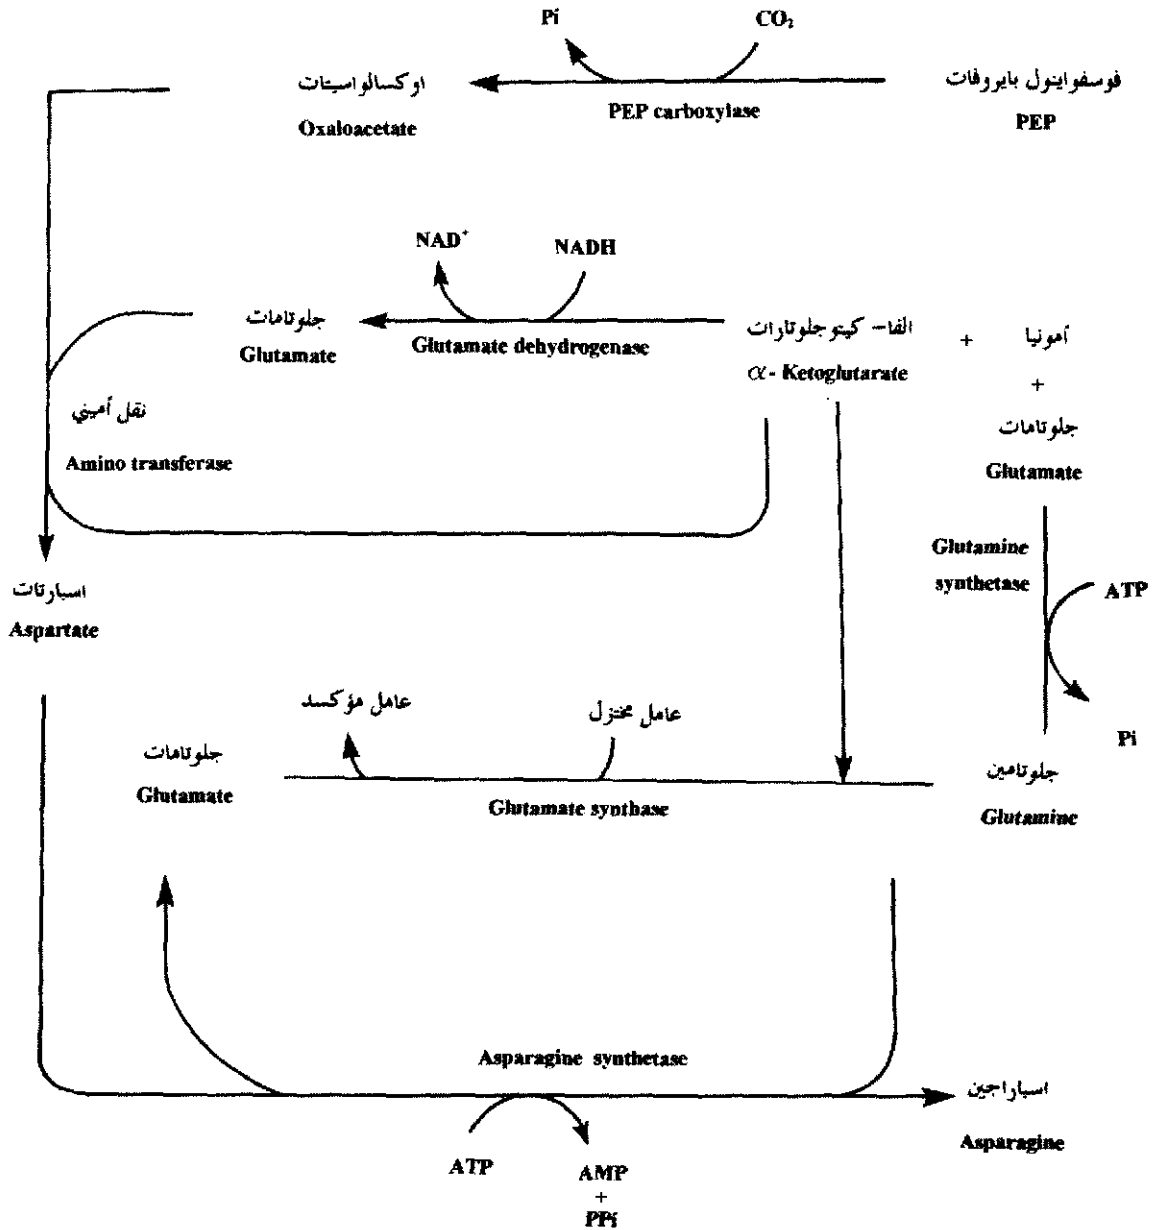 Pi
CO₂
اوكسالواسيتات
Oxaloacetate
PEP carboxylase
فوسفواينول بايروفات
PEP
NAD⁺
NADH
جلوتامات
Glutamate
Glutamate dehydrogenase
الفا- كيتوجلوتارات
α - Ketoglutarate
+
أمونيا
+
جلوتامات
Glutamate
نقل أميني
Amino transferase
Glutamine
synthetase
ATP
Pi
اسبارتات
Aspartate
عامل مؤكسد
عامل مختزل
جلوتامات
Glutamate
Glutamate synthase
جلوتامين
Glutamine
Asparagine synthetase
ATP
AMP
+
PPi
اسباراجين
Asparagine